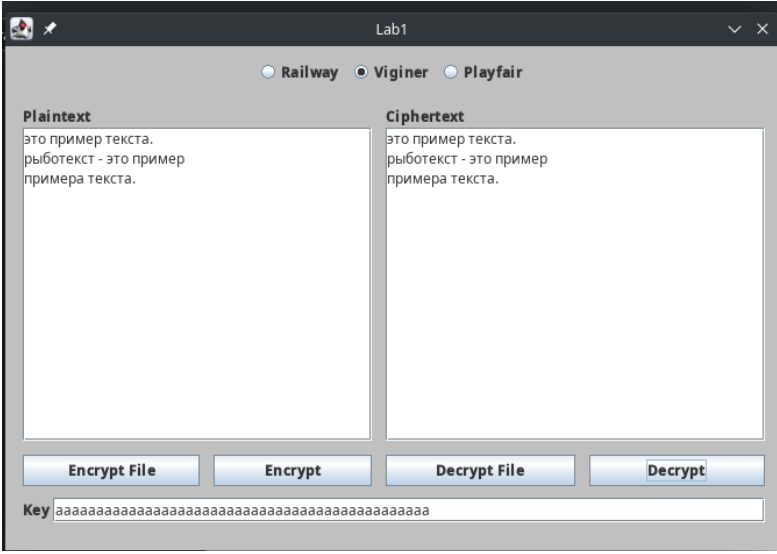 Lab1
Railway Viginer Playfair
Plaintext
это пример текста.
рыботекст - это пример
примера текста.
Ciphertext
это пример текста.
рыботекст - это пример
примера текста.
Encrypt File Encrypt Decrypt File Decrypt
Key аааааааааааааааааааааааааааааааааааааааааааааа